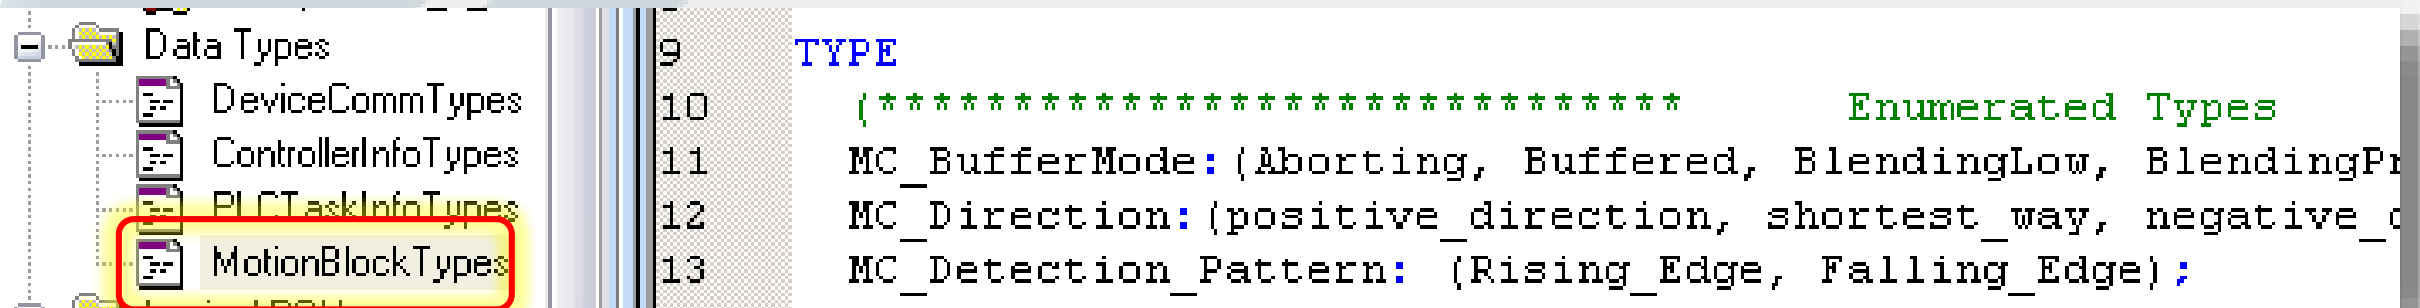 Data Types
DeviceCommTypes
ControllerInfoTypes
PLCTaskInfoTypes
MotionBlockTypes
9 TYPE
10 (****************************** Enumerated Types
11 MC_BufferMode:(Aborting, Buffered, BlendingLow, BlendingPr
12 MC_Direction:(positive_direction, shortest_way, negative_d
13 MC_Detection_Pattern: (Rising_Edge, Falling_Edge);